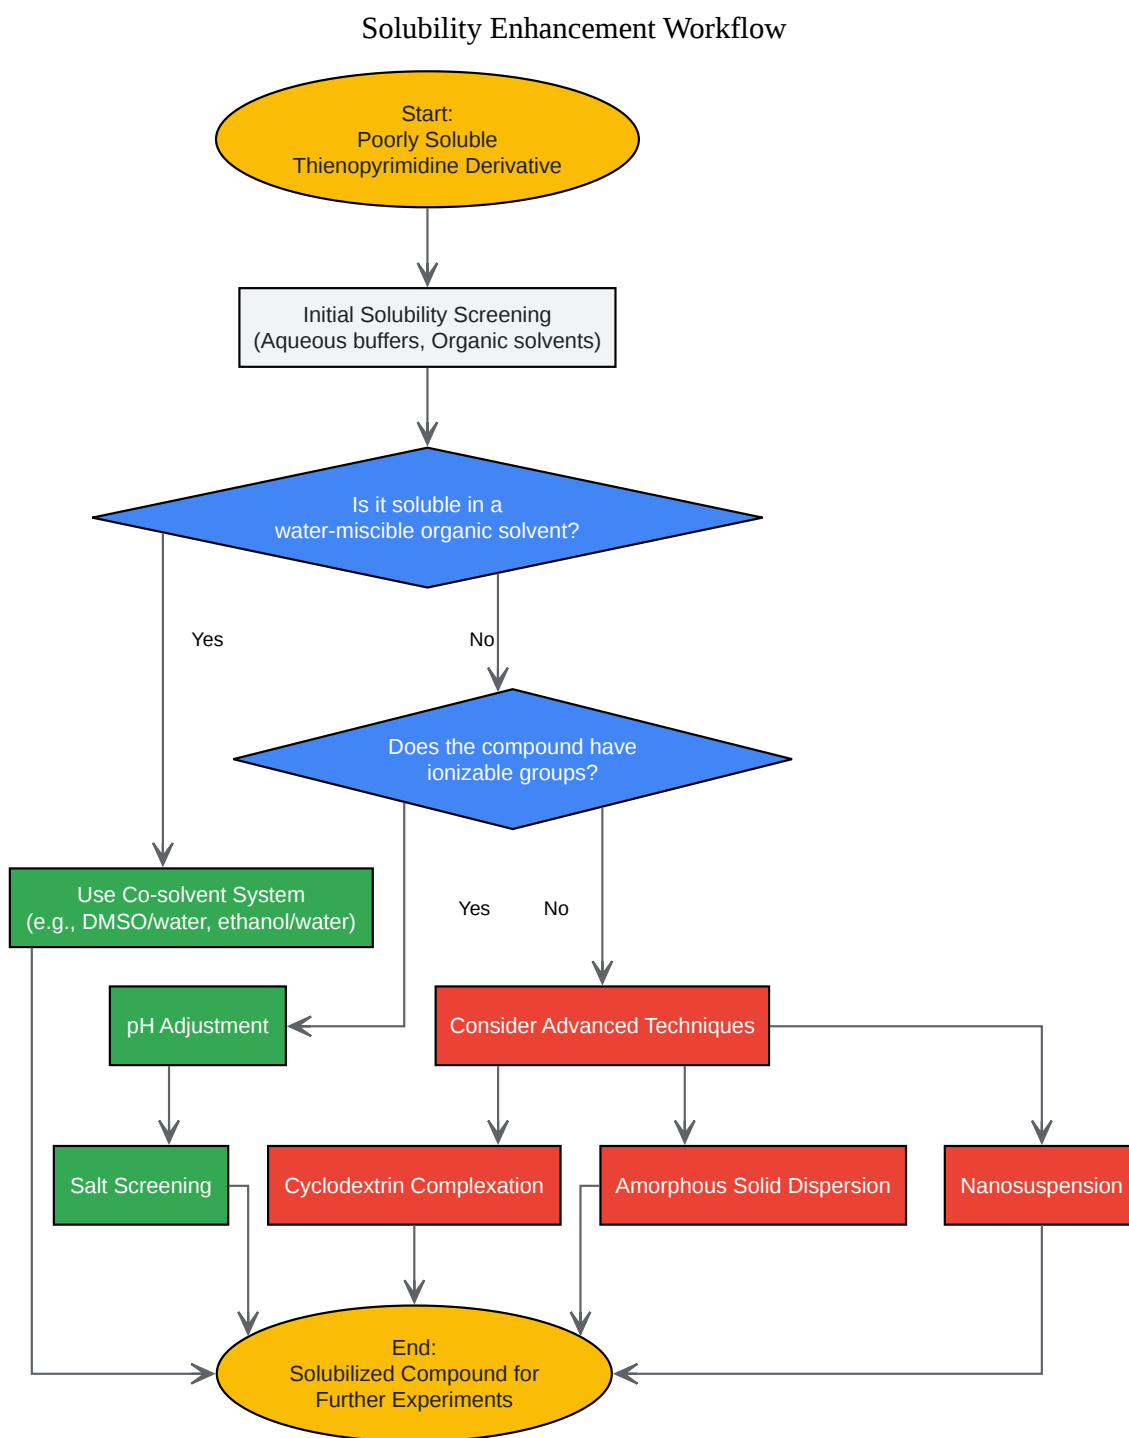 Solubility Enhancement Workflow
Start:
Poorly Soluble
Thienopyrimidine Derivative
Initial Solubility Screening
(Aqueous buffers, Organic solvents)
Is it soluble in a
water-miscible organic solvent?
Yes
No
Does the compound have
ionizable groups?
Use Co-solvent System
(e.g., DMSO/water, ethanol/water)
Yes
No
pH Adjustment
Consider Advanced Techniques
Salt Screening
Cyclodextrin Complexation
Amorphous Solid Dispersion
Nanosuspension
End:
Solubilized Compound for
Further Experiments